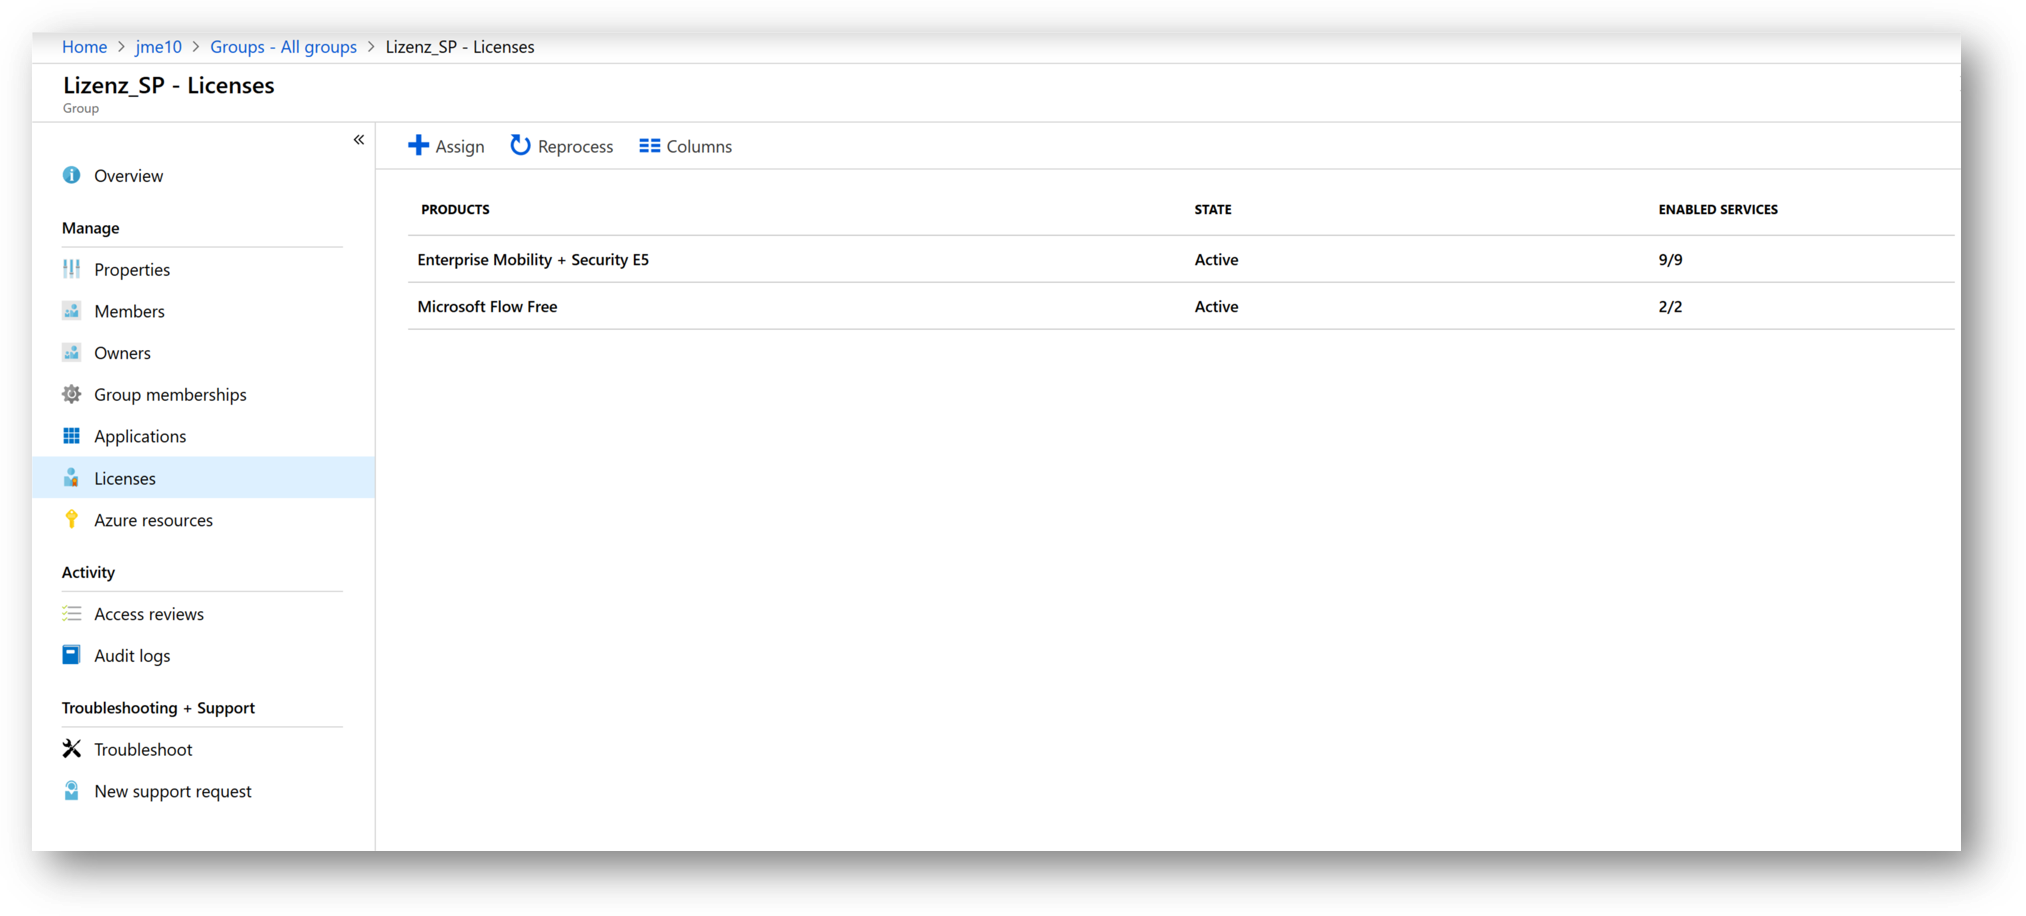 Home > jme10 > Groups - All groups > Lizenz_SP - Licenses
Lizenz_SP - Licenses
Group
«
Overview
Manage
Properties
Members
Owners
Group memberships
Applications
Licenses
Azure resources
Activity
Access reviews
Audit logs
Troubleshooting + Support
Troubleshoot
New support request
Assign Reprocess Columns
PRODUCTS STATE ENABLED SERVICES
Enterprise Mobility + Security E5 Active 9/9
Microsoft Flow Free Active 2/2